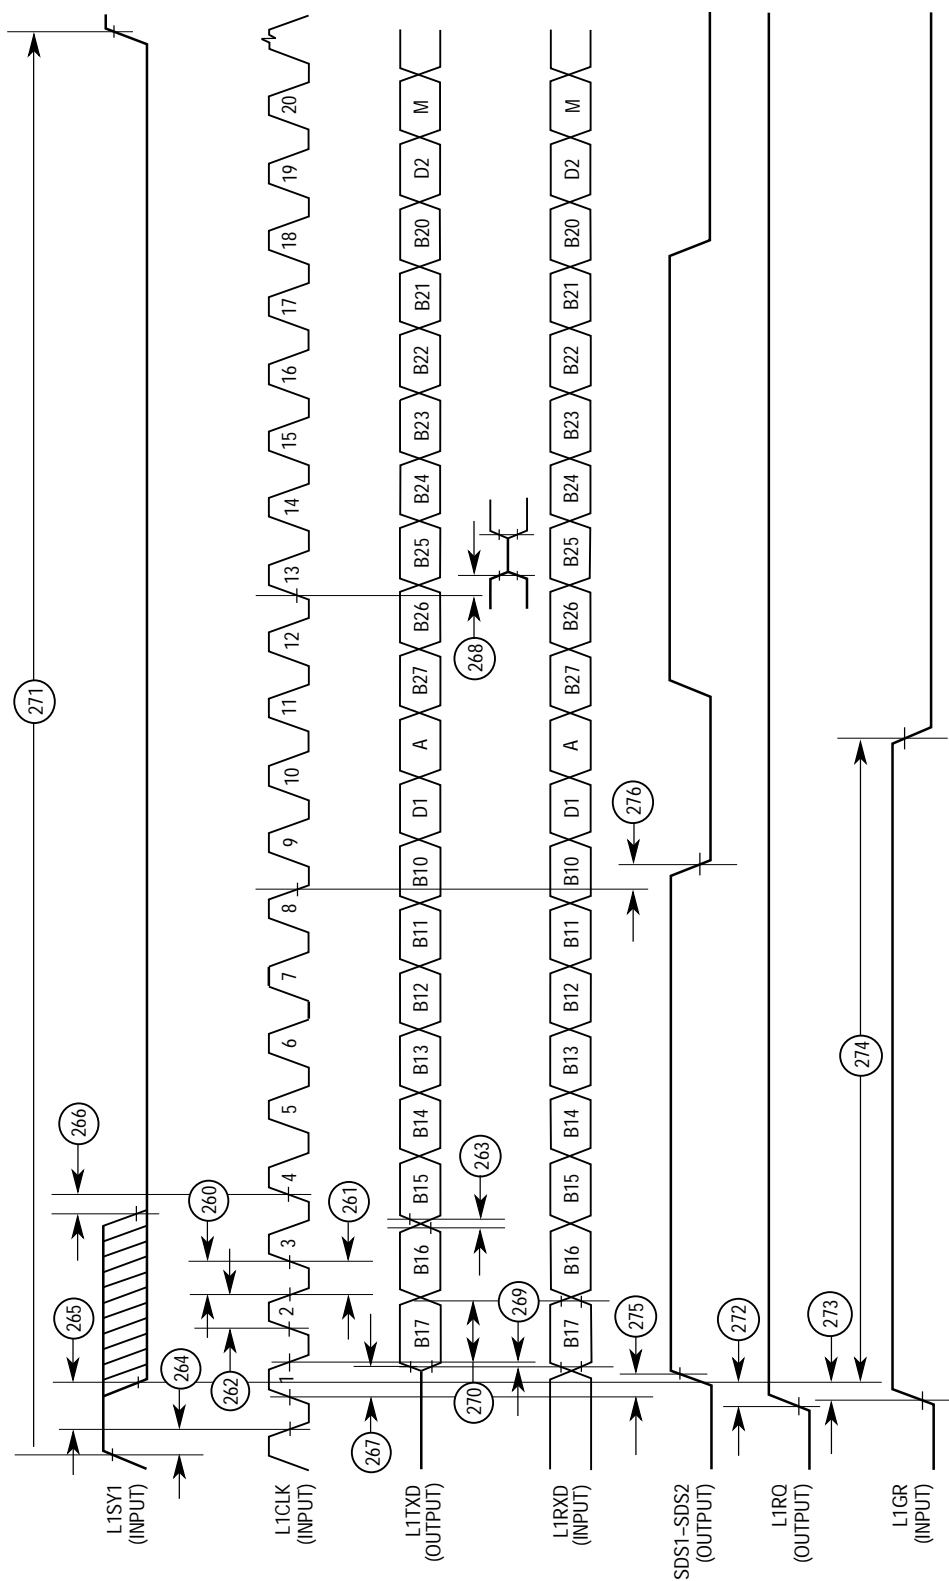 271
265
266
L1SY1
(INPUT)
264
260
262
L1CLK
(INPUT)
1 2 3 4 5 6 7 8 9 10 11 12 13 14 15 16 17 18 19 20
267
261
L1TXD
(OUTPUT)
B17 B16 B15 B14 B13 B12 B11 B10 D1 A B27 B26 B25 B24 B23 B22 B21 B20 D2 M
270
263
268
269
L1RXD
(INPUT)
B17 B16 B15 B14 B13 B12 B11 B10 D1 A B27 B26 B25 B24 B23 B22 B21 B20 D2 M
275
276
SDS1–SDS2
(OUTPUT)
272
L1RQ
(OUTPUT)
273
274
L1GR
(INPUT)